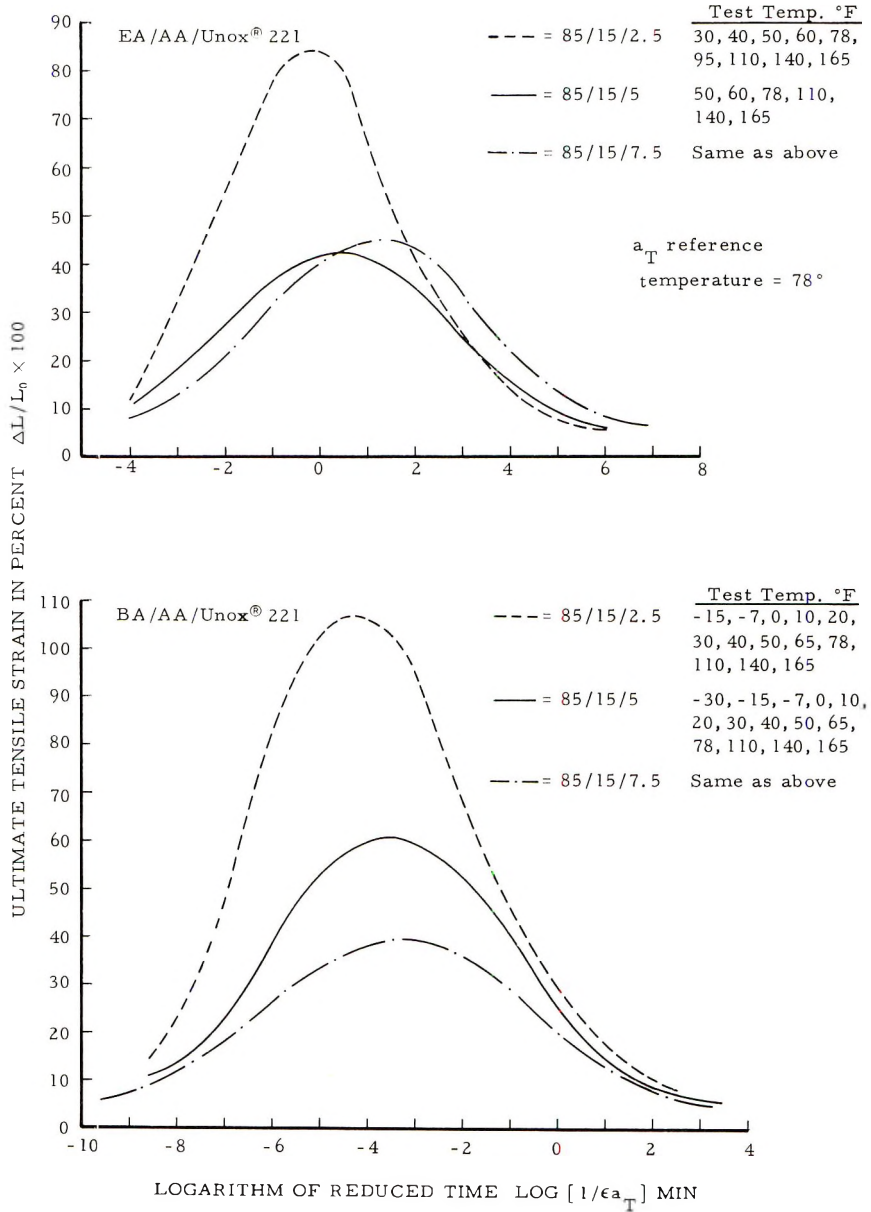 ULTIMATE TENSILE STRAIN IN PERCENT ΔL/L₀ × 100
EA/AA/Unox® 221
Test Temp. °F
= 85/15/2.5 30, 40, 50, 60, 78,
95, 110, 140, 165
= 85/15/5 50, 60, 78, 110,
140, 165
= 85/15/7.5 Same as above
a_T reference
temperature = 78°
90
80
70
60
50
40
30
20
10
0
-4 -2 0 2 4 6 8
BA/AA/Unox® 221
Test Temp. °F
= 85/15/2.5 -15, -7, 0, 10, 20,
30, 40, 50, 65, 78,
110, 140, 165
= 85/15/5 -30, -15, -7, 0, 10,
20, 30, 40, 50, 65,
78, 110, 140, 165
= 85/15/7.5 Same as above
110
100
90
80
70
60
50
40
30
20
10
0
-10 -8 -6 -4 -2 0 2 4
LOGARITHM OF REDUCED TIME LOG [1/ϵa_T] MIN